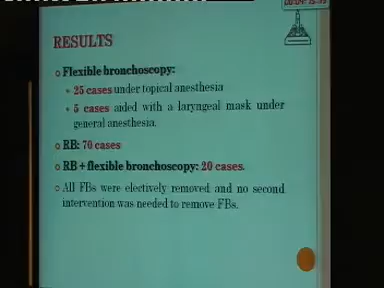 RESULTS
Flexible bronchoscopy:
25 cases under topical anesthesia
5 cases aided with a laryngeal mask under
general anesthesia.
RB: 70 cases
RB + flexible bronchoscopy: 20 cases.
All FBs were electively removed and no second
intervention was needed to remove FBs.